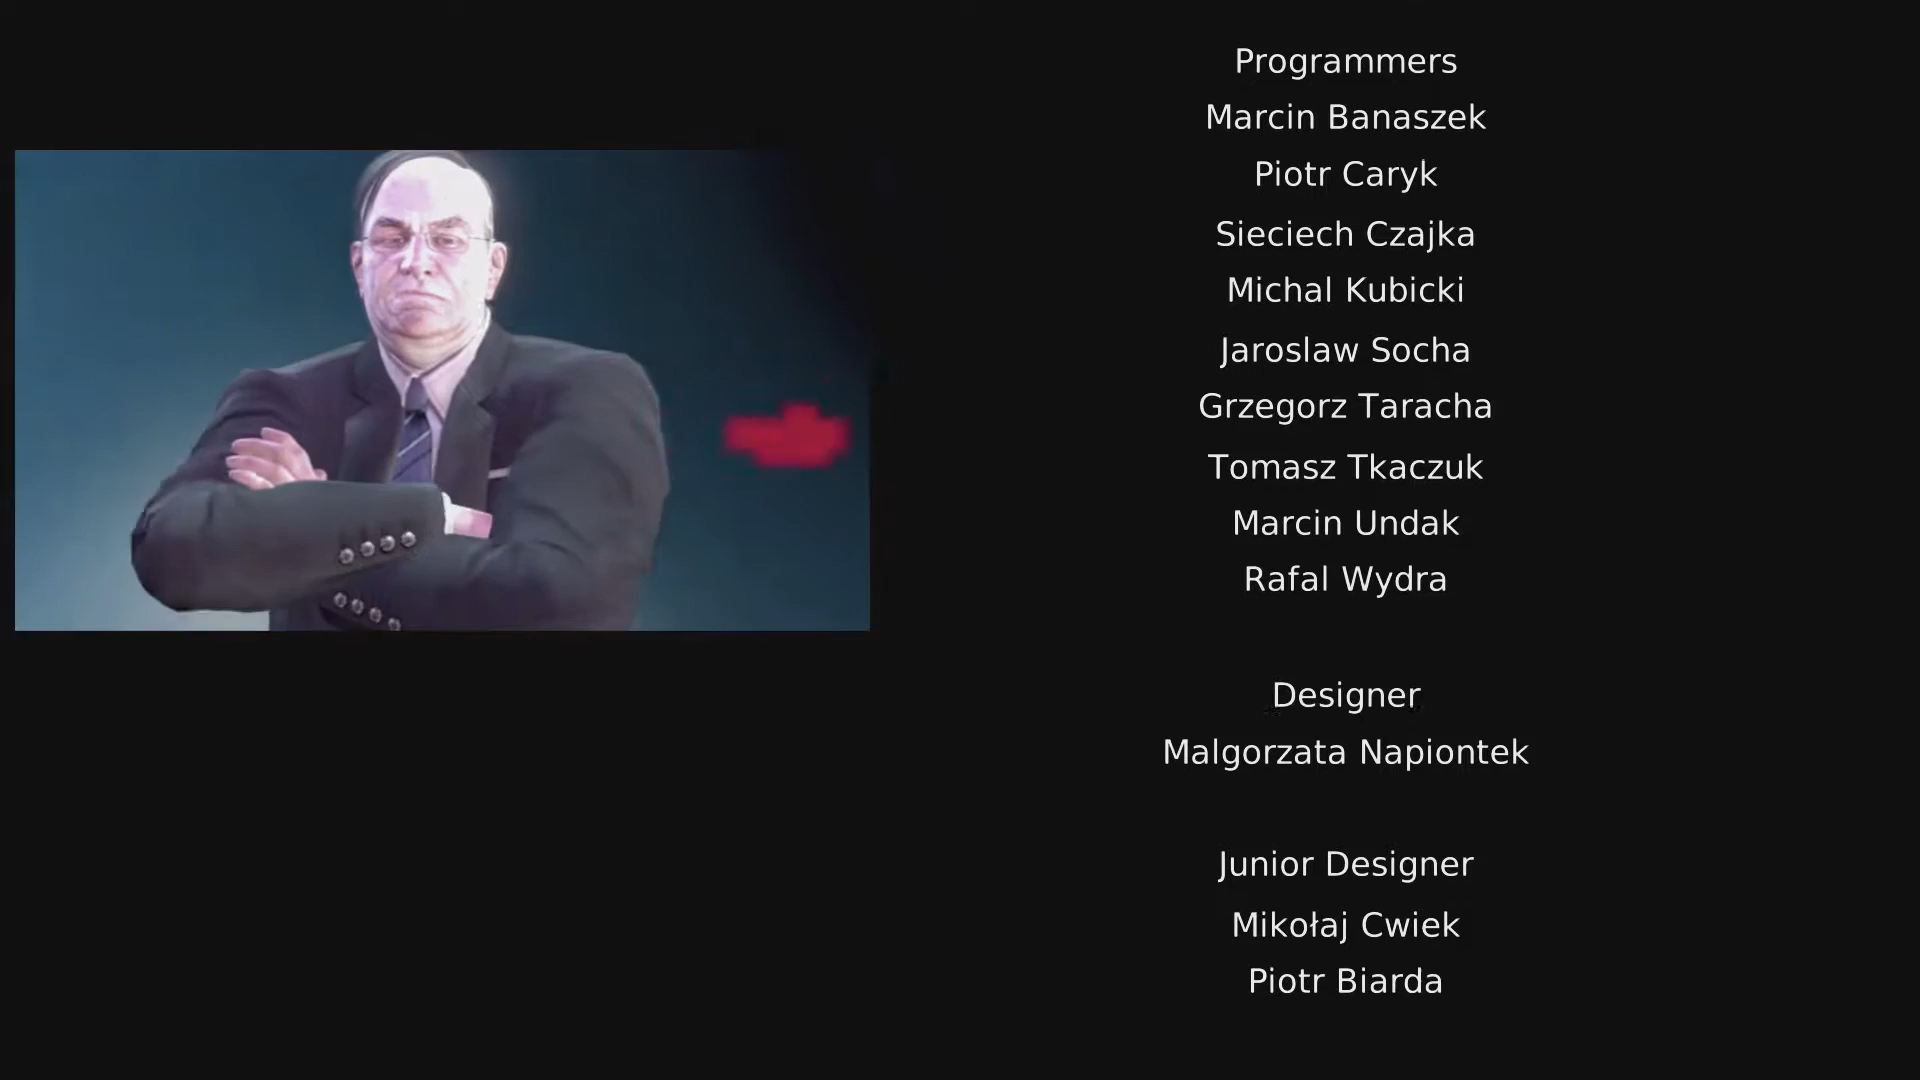 Programmers
Marcin Banaszek
Piotr Caryk
Sieciech Czajka
Michal Kubicki
Jaroslaw Socha
Grzegorz Taracha
Tomasz Tkaczuk
Marcin Undak
Rafal Wydra
Designer
Malgorzata Napiontek
Junior Designer
Mikołaj Cwiek
Piotr Biarda